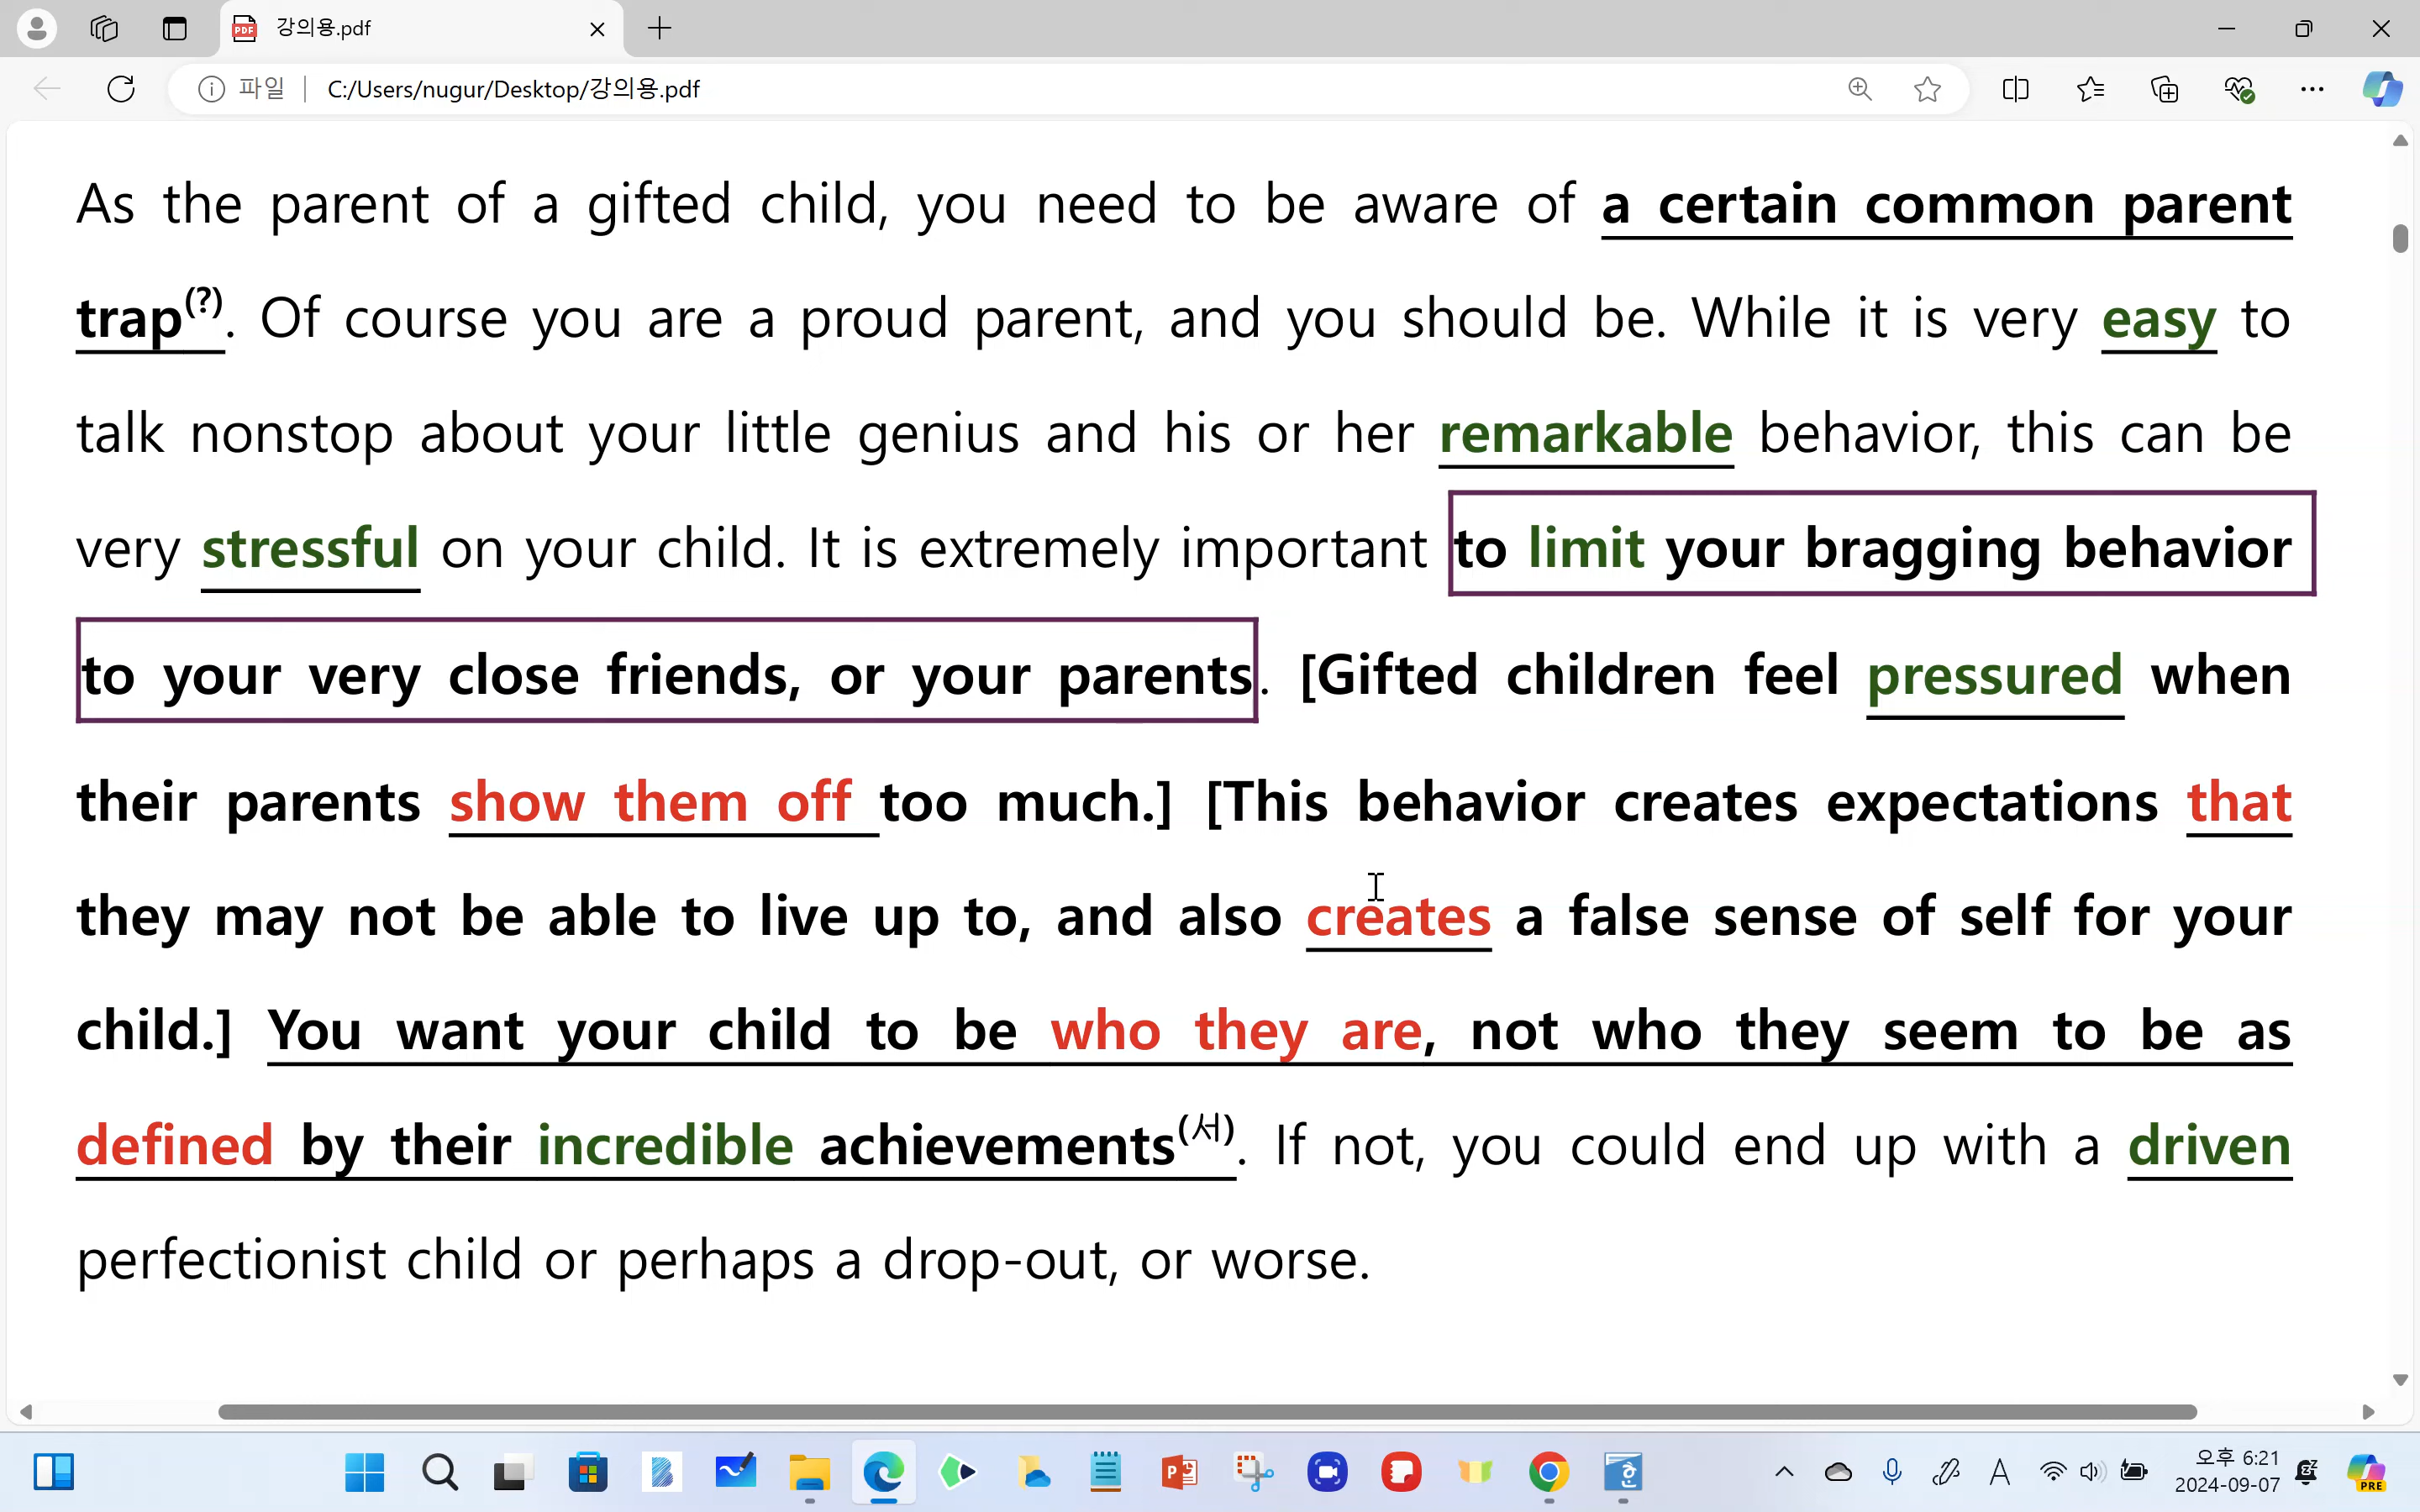 강의용.pdf
파일 C:/Users/nugur/Desktop/강의용.pdf
As the parent of a gifted child, you need to be aware of a certain common parent
trap(?). Of course you are a proud parent, and you should be. While it is very easy to
talk nonstop about your little genius and his or her remarkable behavior, this can be
very stressful on your child. It is extremely important to limit your bragging behavior
to your very close friends, or your parents. [Gifted children feel pressured when
their parents show them off too much.] [This behavior creates expectations that
they may not be able to live up to, and also creates a false sense of self for your
child.] You want your child to be who they are, not who they seem to be as
defined by their incredible achievements(서). If not, you could end up with a driven
perfectionist child or perhaps a drop-out, or worse.
오후 6:21
2024-09-07